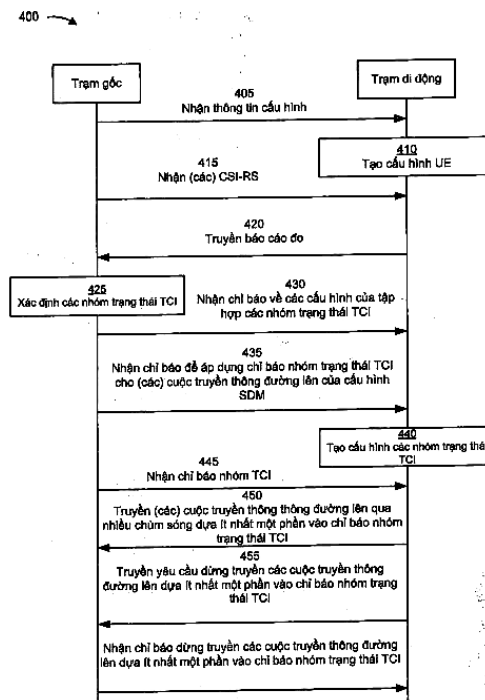 400
Trạm gốc
Trạm di động
405
Nhận thông tin cấu hình
410
Tạo cấu hình UE
415
Nhận (các) CSI-RS
420
Truyền báo cáo đo
425
Xác định các nhóm trạng thái TCI
430
Nhận chỉ báo về các cấu hình của tập
hợp các nhóm trạng thái TCI
435
Nhận chỉ báo để áp dụng chỉ báo nhóm trạng thái TCI
cho (các) cuộc truyền thông đường lên của cấu hình
SDM
440
Tạo cấu hình các nhóm trạng thái
TCI
445
Nhận chỉ báo nhóm TCI
450
Truyền (các) cuộc truyền thông thông đường lên qua
nhiều chùm sóng dựa ít nhất một phần vào chỉ báo nhóm
trạng thái TCI
455
Truyền yêu cầu dừng truyền các cuộc truyền thông
đường lên dựa ít nhất một phần vào chỉ báo nhóm trạng
thái TCI
Nhận chỉ báo dừng truyền các cuộc truyền thông đường
lên dựa ít nhất một phần vào chỉ báo nhóm trạng thái TCI